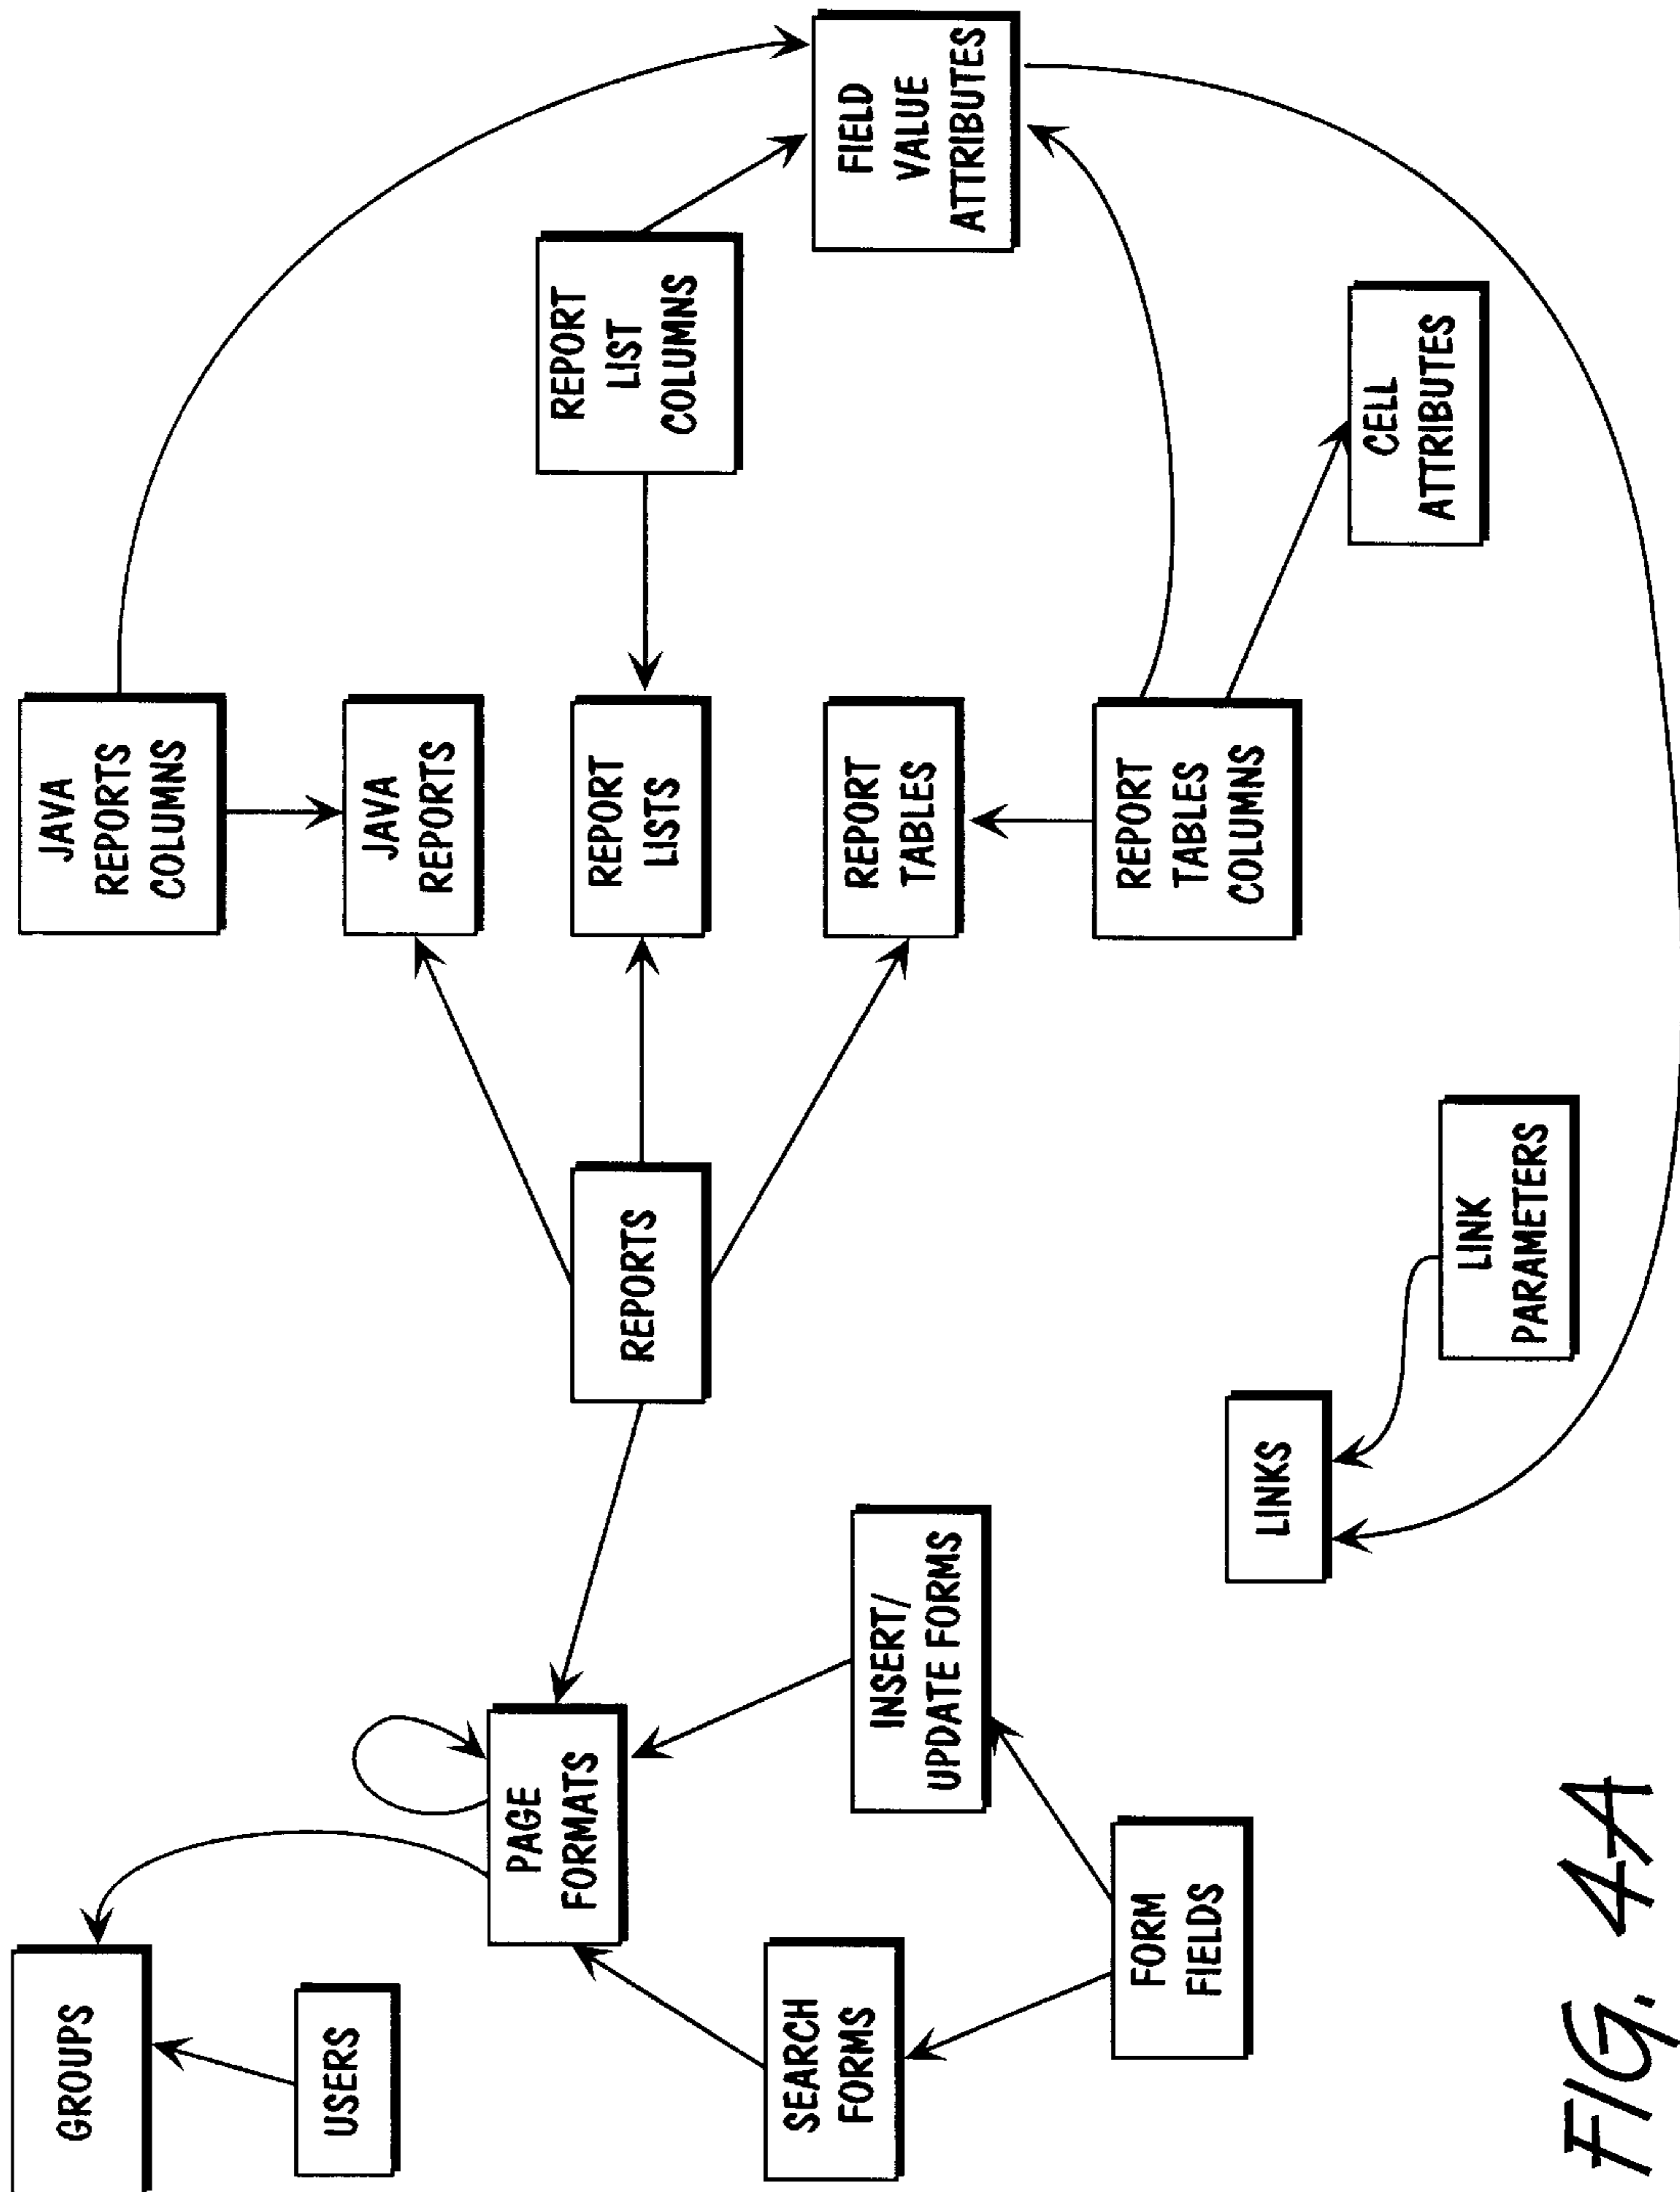 GROUPS
USERS
PAGE
FORMATS
SEARCH
FORMS
INSERT/
UPDATE FORMS
FORM
FIELDS
REPORTS
JAVA
REPORTS
COLUMNS
JAVA
REPORTS
REPORT
LISTS
REPORT
LIST
COLUMNS
REPORT
TABLES
REPORT
TABLES
COLUMNS
FIELD
VALUE
ATTRIBUTES
CELL
ATTRIBUTES
LINKS
LINK
PARAMETERS
FIG. 4A